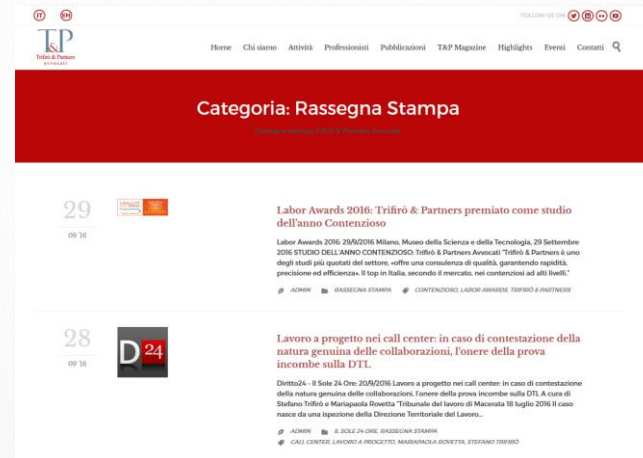 IT EN FOLLOW US ON
T&P
Trifirò & Partners
avvocati
Home Chi siamo Attività Professionisti Pubblicazioni T&P Magazine Highlights Eventi Contatti
Categoria: Rassegna Stampa
Rassegna stampa Trifirò & Partners Avvocati
29
09 '16
Labor Awards 2016: Trifirò & Partners premiato come studio
dell'anno Contenzioso
Labor Awards 2016: 29/9/2016 Milano, Museo della Scienza e della Tecnologia, 29 Settembre
2016 STUDIO DELL'ANNO CONTENZIOSO: Trifirò & Partners Avvocati "Trifirò & Partners è uno
degli studi più quotati del settore, «offre una consulenza di qualità, garantendo rapidità,
precisione ed efficienza». Il top in Italia, secondo il mercato, nei contenziosi ad alti livelli."
ADMIN RASSEGNA STAMPA CONTENZIOSO, LABOR AWARDS, TRIFIRÒ & PARTNERS
28
09 '16
D24
Lavoro a progetto nei call center: in caso di contestazione della
natura genuina delle collaborazioni, l'onere della prova
incombe sulla DTL
Diritto24 - Il Sole 24 Ore: 20/9/2016 Lavoro a progetto nei call center: in caso di contestazione
della natura genuina delle collaborazioni, l'onere della prova incombe sulla DTL A cura di
Stefano Trifirò e Mariapaola Rovetta "Tribunale del lavoro di Macerata 18 luglio 2016 Il caso
nasce da una ispezione della Direzione Territoriale del Lavoro...
ADMIN IL SOLE 24 ORE, RASSEGNA STAMPA
CALL CENTER, LAVORO A PROGETTO, MARIAPAOLA ROVETTA, STEFANO TRIFIRÒ